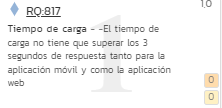 1,0
RQ:817
Tiempo de carga - -El tiempo de
carga no tiene que superar los 3
segundos de respuesta tanto para la
aplicación móvil y como la aplicación
web
1
0
0